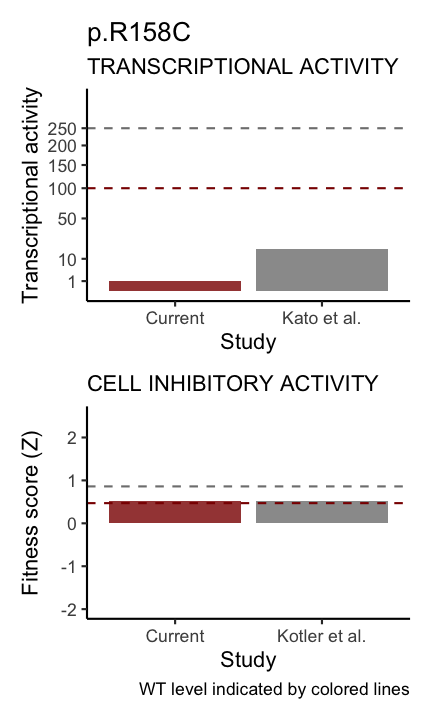 p.R158C
TRANSCRIPTIONAL ACTIVITY
Transcriptional activity
250
200
150
100
50
10
1
Current
Kato et al.
Study
CELL INHIBITORY ACTIVITY
Fitness score (Z)
2
1
0
-1
-2
Current
Kotler et al.
Study
WT level indicated by colored lines